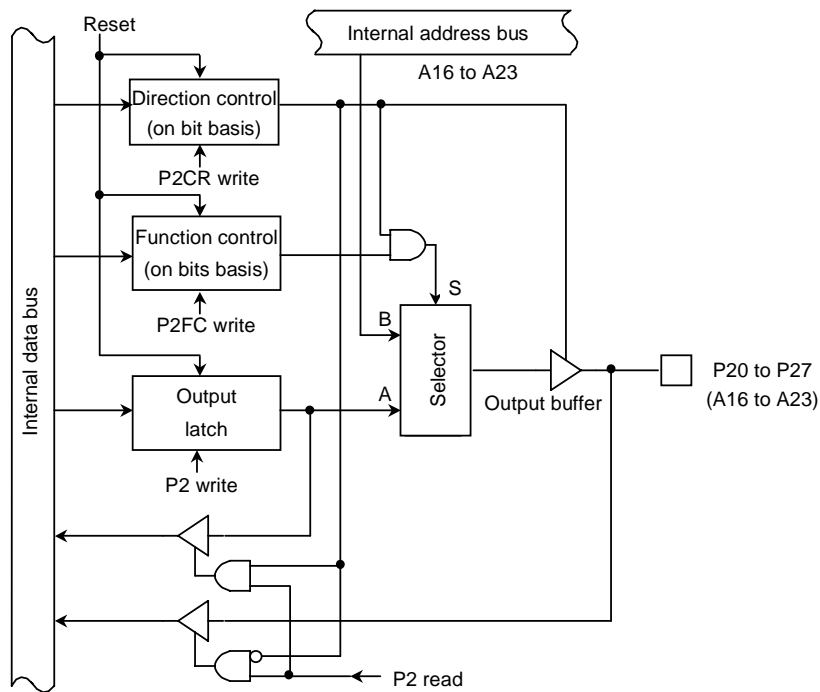 Reset
Internal address bus
A16 to A23
Direction control
(on bit basis)
P2CR write
Function control
(on bits basis)
P2FC write
S
B
A
Selector
Internal data bus
Output
latch
P2 write
Output buffer
P20 to P27
(A16 to A23)
P2 read